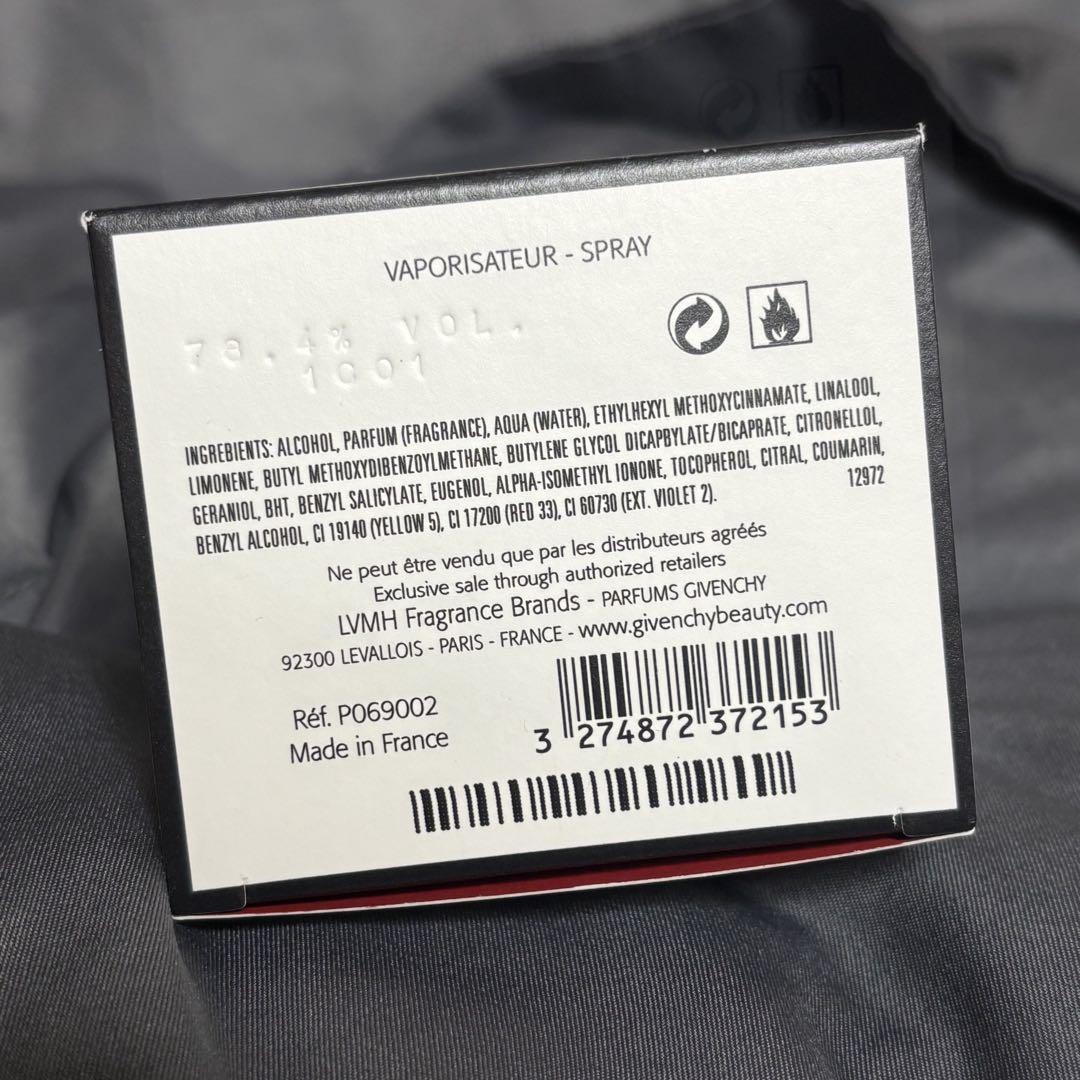 VAPORISATEUR - SPRAY
78.4% VOL.
1C01
INGREDIENTS: ALCOHOL, PARFUM (FRAGRANCE), AQUA (WATER), ETHYLHEXYL METHOXYCINNAMATE, LINALOOL,
LIMONENE, BUTYL METHOXYDIBENZOYLMETHANE, BUTYLENE GLYCOL DICAPBYLATE/BICAPRATE, CITRONELLOL,
GERANIOL, BHT, BENZYL SALICYLATE, EUGENOL, ALPHA-ISOMETHYL IONONE, TOCOPHEROL, CITRAL, COUMARIN,
BENZYL ALCOHOL, CI 19140 (YELLOW 5), CI 17200 (RED 33), CI 60730 (EXT. VIOLET 2). 12972
Ne peut être vendu que par les distributeurs agréés
Exclusive sale through authorized retailers
LVMH Fragrance Brands - PARFUMS GIVENCHY
92300 LEVALLOIS - PARIS - FRANCE - www.givenchybeauty.com
Réf. P069002
Made in France
3 274872 372153